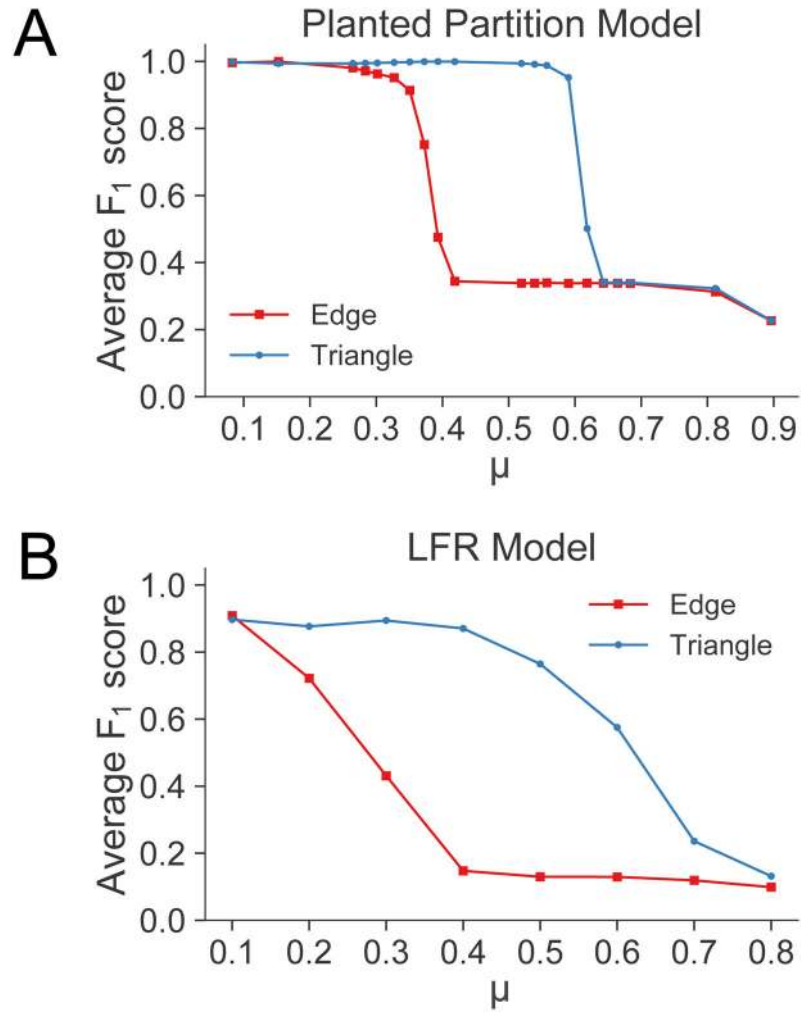 A
Planted Partition Model
Average F₁ score
1.0
0.8
0.6
0.4
0.2
0.0
Edge
Triangle
0.1 0.2 0.3 0.4 0.5 0.6 0.7 0.8 0.9
μ
B
LFR Model
Average F₁ score
1.0
0.8
0.6
0.4
0.2
0.0
Edge
Triangle
0.1 0.2 0.3 0.4 0.5 0.6 0.7 0.8
μ